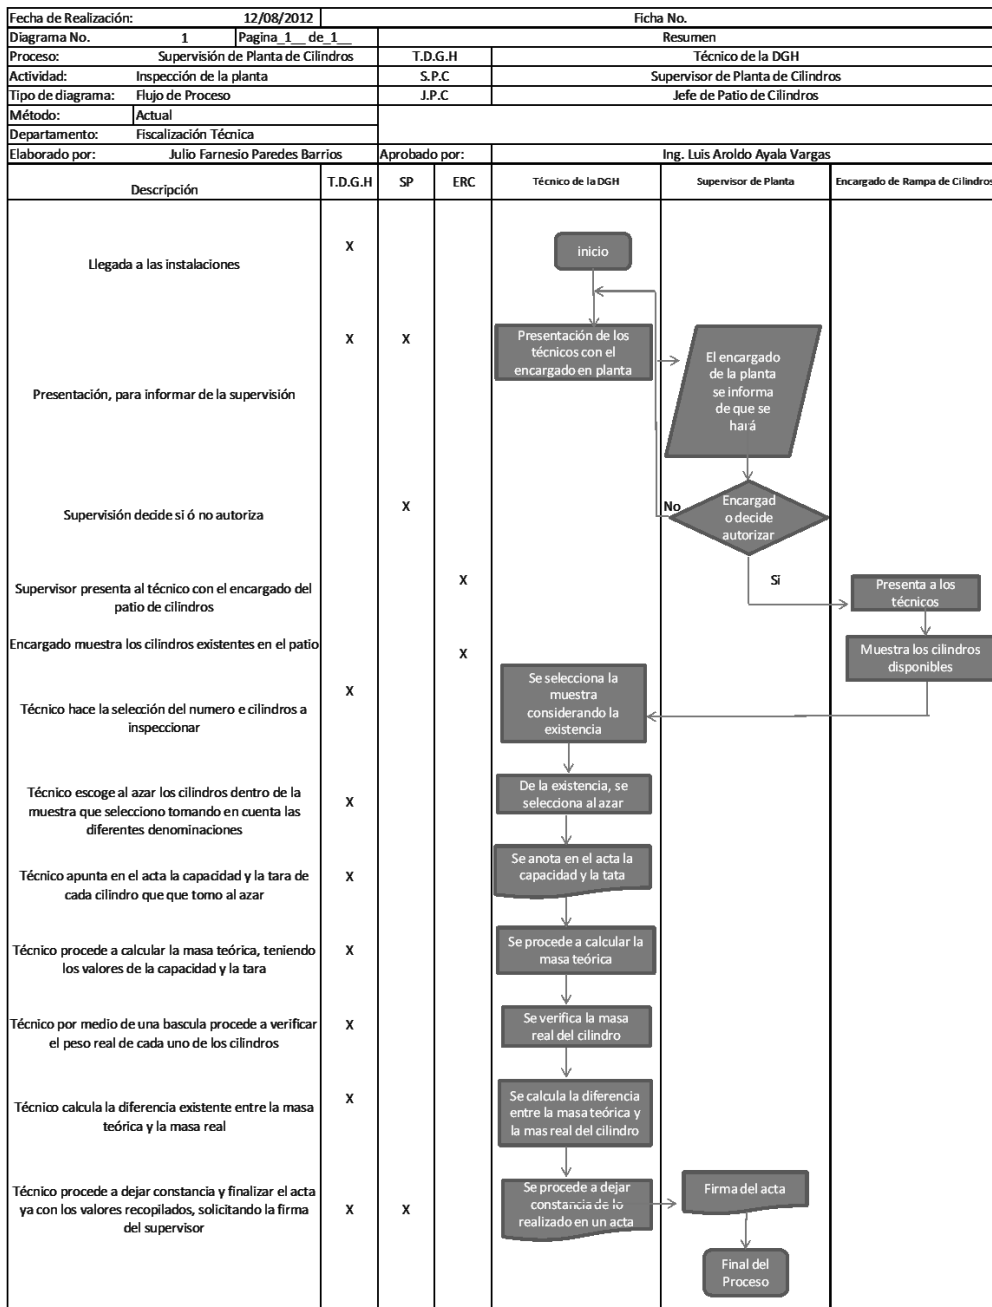 Fecha de Realización: 12/08/2012 Ficha No.
Diagrama No. 1 Pagina_1__ de_1__ Resumen
Proceso: Supervisión de Planta de Cilindros T.D.G.H Técnico de la DGH
Actividad: Inspección de la planta S.P.C Supervisor de Planta de Cilindros
Tipo de diagrama: Flujo de Proceso J.P.C Jefe de Patio de Cilindros
Método: Actual
Departamento: Fiscalización Técnica
Elaborado por: Julio Farnesio Paredes Barrios Aprobado por: Ing. Luis Aroldo Ayala Vargas
Descripción T.D.G.H SP ERC Técnico de la DGH Supervisor de Planta Encargado de Rampa de Cilindros
Llegada a las instalaciones
X
inicio
Presentación, para informar de la supervisión
X X
Presentación de los
técnicos con el
encargado en planta
El encargado
de la planta
se informa
de que se
hará
Supervisión decide si ó no autoriza
X
No
Encargad
o decide
autorizar
Si
Supervisor presenta al técnico con el encargado del
patio de cilindros
X
Presenta a los
técnicos
Encargado muestra los cilindros existentes en el patio
X
Muestra los cilindros
disponibles
Técnico hace la selección del numero e cilindros a
inspeccionar
X
Se selecciona la
muestra
considerando la
existencia
Técnico escoge al azar los cilindros dentro de la
muestra que selecciono tomando en cuenta las
diferentes denominaciones
X
De la existencia, se
selecciona al azar
Técnico apunta en el acta la capacidad y la tara de
cada cilindro que que tomo al azar
X
Se anota en el acta la
capacidad y la tata
Técnico procede a calcular la masa teórica, teniendo
los valores de la capacidad y la tara
X
Se procede a calcular la
masa teórica
Técnico por medio de una bascula procede a verificar
el peso real de cada uno de los cilindros
X
Se verifica la masa
real del cilindro
Técnico calcula la diferencia existente entre la masa
teórica y la masa real
X
Se calcula la diferencia
entre la masa teórica y
la mas real del cilindro
Técnico procede a dejar constancia y finalizar el acta
ya con los valores recopilados, solicitando la firma
del supervisor
X X
Se procede a dejar
constancia de lo
realizado en un acta
Firma del acta
Final del
Proceso